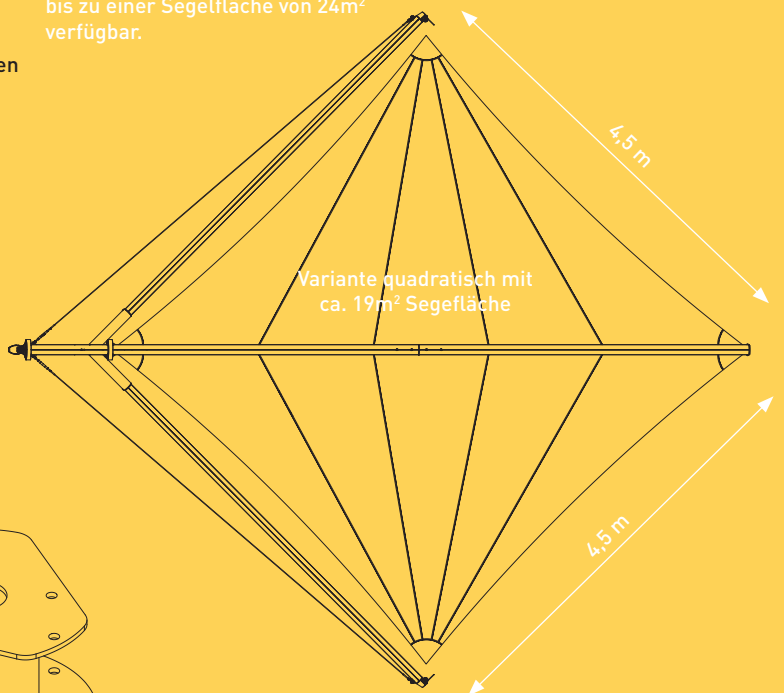 bis zu einer Segelfläche von 24m²
verfügbar.
en
4,5 m
Variante quadratisch mit
ca. 19m² Segefläche
4,5 m